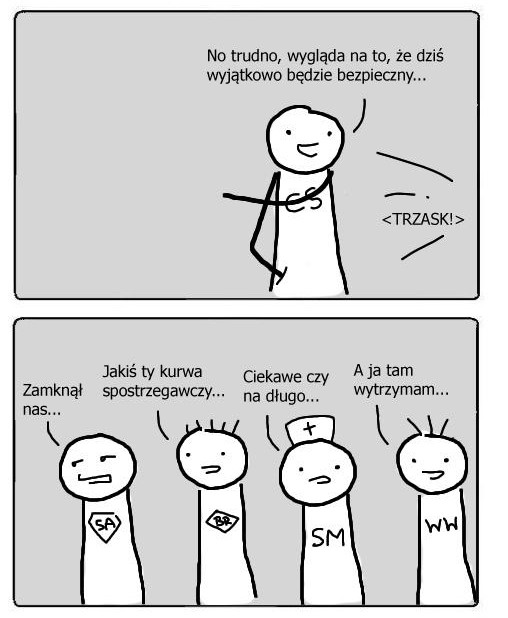 No trudno, wygląda na to, że dziś
wyjątkowo będzie bezpieczny...
CS
<TRZASK!>
Zamknął
nas...
Jakiś ty kurwa
spostrzegawczy...
Ciekawe czy
na długo...
A ja tam
wytrzymam...
SA
BR
SM
WW